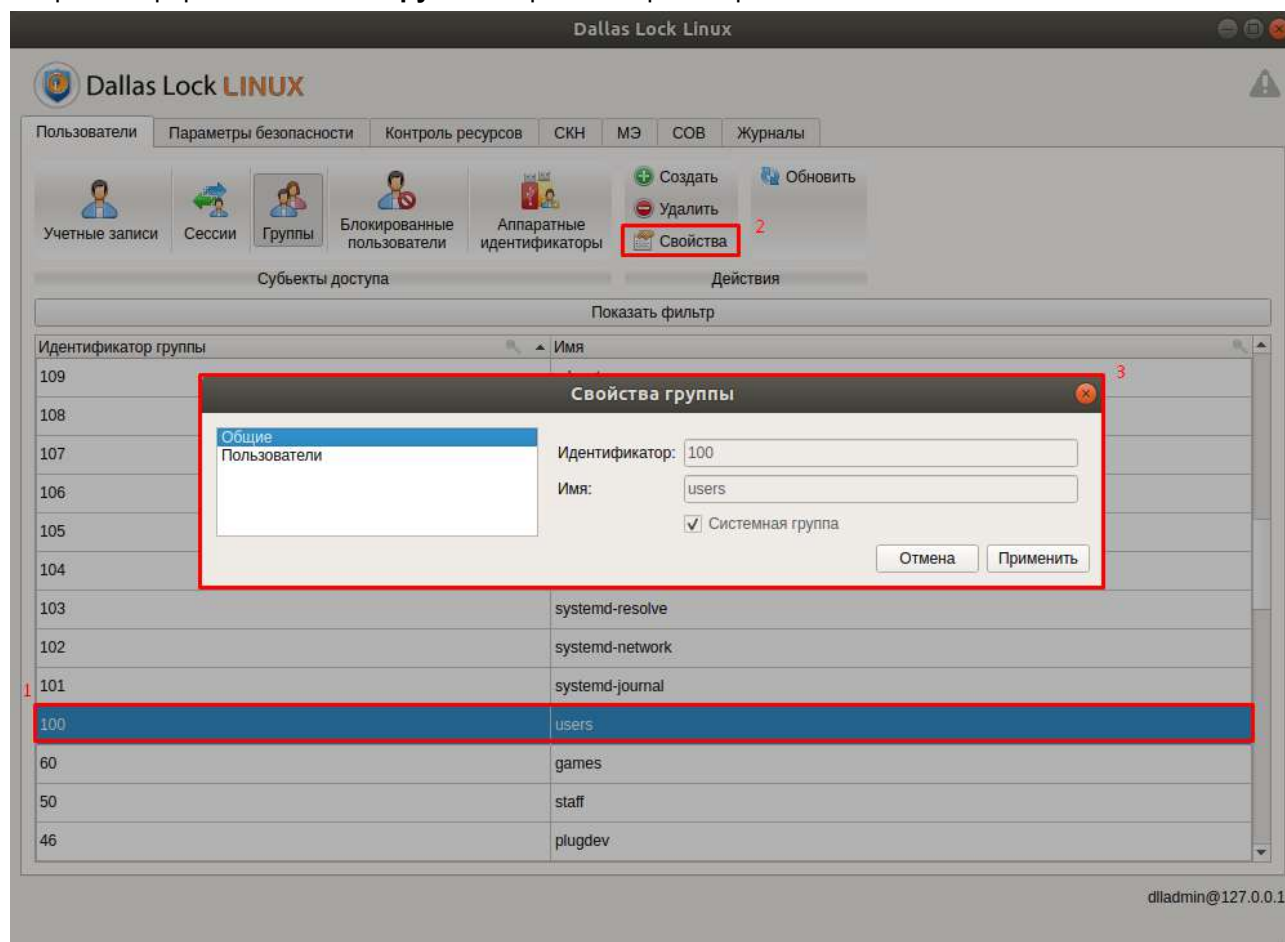 Dallas Lock Linux
Dallas Lock LINUX
Пользователи Параметры безопасности Контроль ресурсов СКН МЭ СОВ Журналы
Учетные записи
Сессии
Группы
Блокированные
пользователи
Аппаратные
идентификаторы
Создать
Удалить
Свойства
2
Обновить
Субьекты доступа
Действия
Показать фильтр
Идентификатор группы Имя
109
3
108
107
106
105
104
Свойства группы
Общие
Пользователи
Идентификатор: 100
Имя: users
Системная группа
Отмена Применить
103 systemd-resolve
102 systemd-network
1 101 systemd-journal
100 users
60 games
50 staff
46 plugdev
dlladmin@127.0.0.1